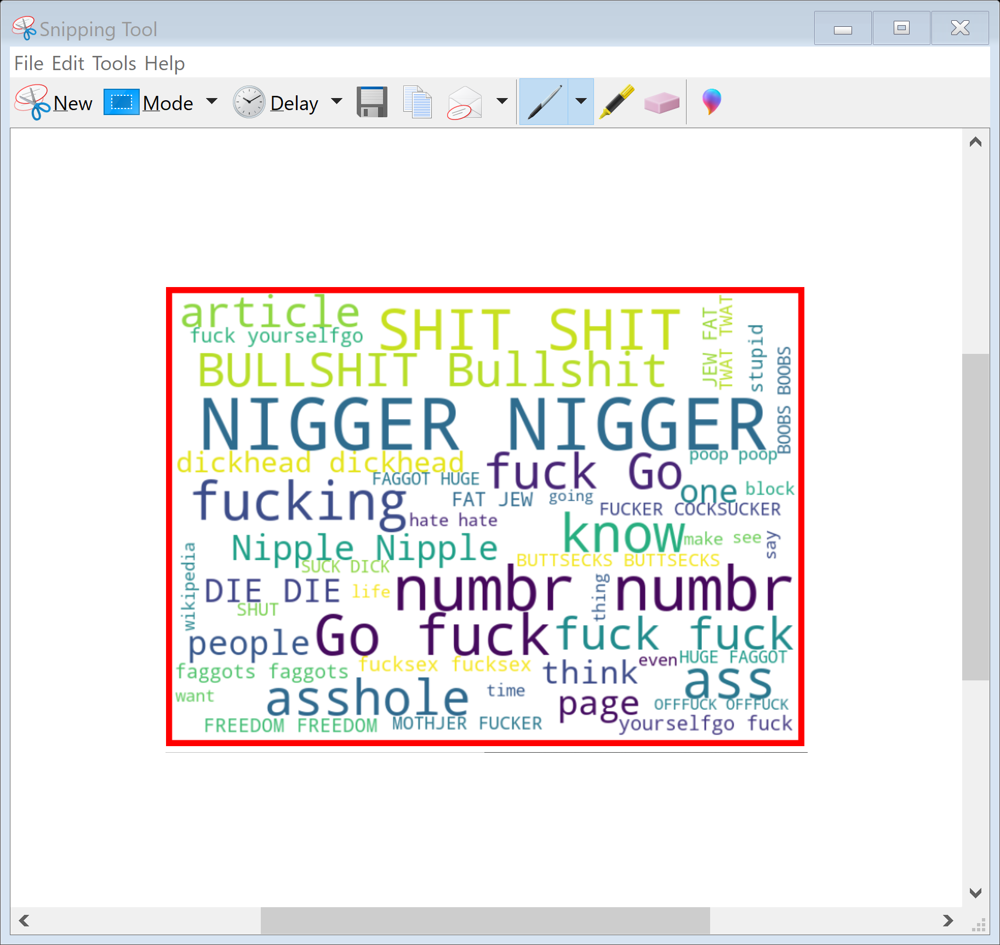 Snipping Tool
File Edit Tools Help
New Mode Delay
article
fuck yourselfgo
SHIT SHIT
JEW FAT
TWAT TWAT
stupid
BOOBS BOOBS
BULLSHIT Bullshit
NIGGER NIGGER
dickhead dickhead
fuck Go
poop poop
FAGGOT HUGE
fucking
one
block
FAT JEW
going
FUCKER COCKSUCKER
hate hate
know
make
see
say
Nipple Nipple
BUTTSECKS BUTTSECKS
SUCK DICK
wikipedia
DIE DIE
life
numbr numbr
thing
SHUT
Go fuck
fuck fuck
people
even
HUGE FAGGOT
faggots faggots
fucksex fucksex
think
ass
want
asshole
time
page
OFFFUCK OFFFUCK
FREEDOM FREEDOM
MOTHJER FUCKER
yourselfgo fuck